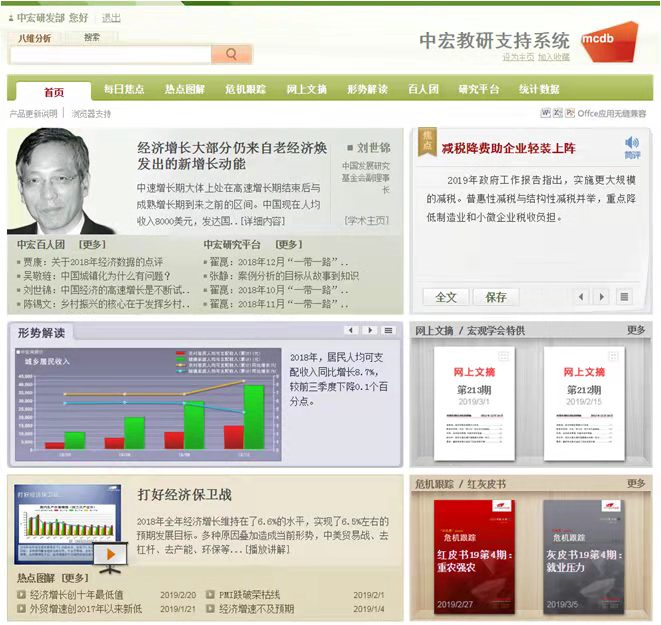 中宏研发部 您好 退出
八维分析 搜索
中宏教研支持系统
mcdb
设为主页 加入收藏
首页 每日焦点 热点图解 危机跟踪 网上文摘 形势解读 百人团 研究平台 统计数据
产品更新说明 浏览器支持
Office应用无缝兼容
经济增长大部分仍来自老经济焕
发出的新增长动能
中速增长期大体上处在高速增长期结束后与
成熟增长期到来之前的区间。中国现在人均
收入8000美元，发达国..[详细内容]
刘世锦
中国发展研究
基金会副理事
长
[学术主页]
中宏百人团 [更多]
贾康：关于2018年经济数据的点评
吴敬琏：中国城镇化为什么有问题?
刘世锦：中国经济的高速增长是不断试..
陈锡文：乡村振兴的核心在于发挥乡村..
中宏研究平台 [更多]
翟崑：2018年12月“一带一路”..
张静：案例分析的目标从故事到知识
翟崑：2018年10月“一带一路”..
翟崑：2018年11月“一带一路”..
焦点
减税降费助企业轻装上阵
简评
2019年政府工作报告指出，实施更大规模
的减税。普惠性减税与结构性减税并举，重点降
低制造业和小微企业税收负担。
全文 保存
形势解读
城乡居民收入
45,000
40,000
35,000
30,000
25,000
20,000
15,000
10,000
5,000
0
2018年，居民人均可支
配收入同比增长8.7%，
较前三季度下降0.1个百
分点。
网上文摘 / 宏观学会特供 更多
网上文摘
第213期
2019/3/1
网上文摘
第212期
2019/2/15
打好经济保卫战
打好经济保卫战
2018年全年经济增长维持在了6.6%的水平，实现了6.5%左右的
预期发展目标。多种原因叠加造成当前形势，中美贸易战、去
杠杆、去产能、环保等...[播放讲解]
热点图解 [更多]
经济增长创十年最低值 2019/2/20
外贸增速创2017年以来新低 2019/1/21
PMI跌破荣枯线 2019/2/1
经济增速不及预期 2019/1/4
危机跟踪 / 红灰皮书 更多
危机跟踪
红皮书19第4期：
重农强农
2019/2/27
危机跟踪
灰皮书19第4期：
就业压力
2019/3/5